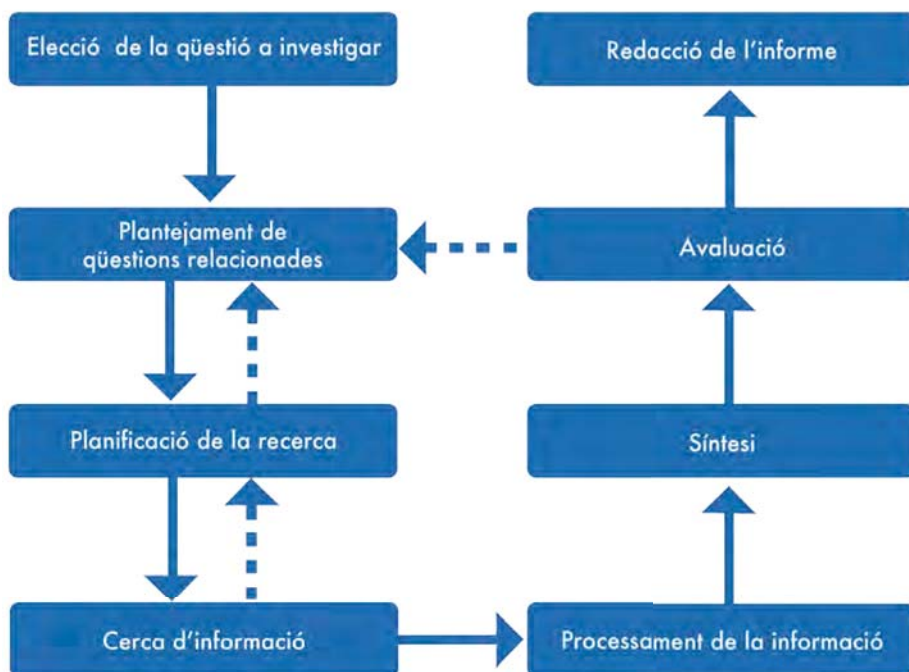 Elecció de la qüestió a investigar
Plantejament de
qüestions relacionades
Planificació de la recerca
Cerca d'informació
Processament de la informació
Síntesi
Avaluació
Redacció de l'informe